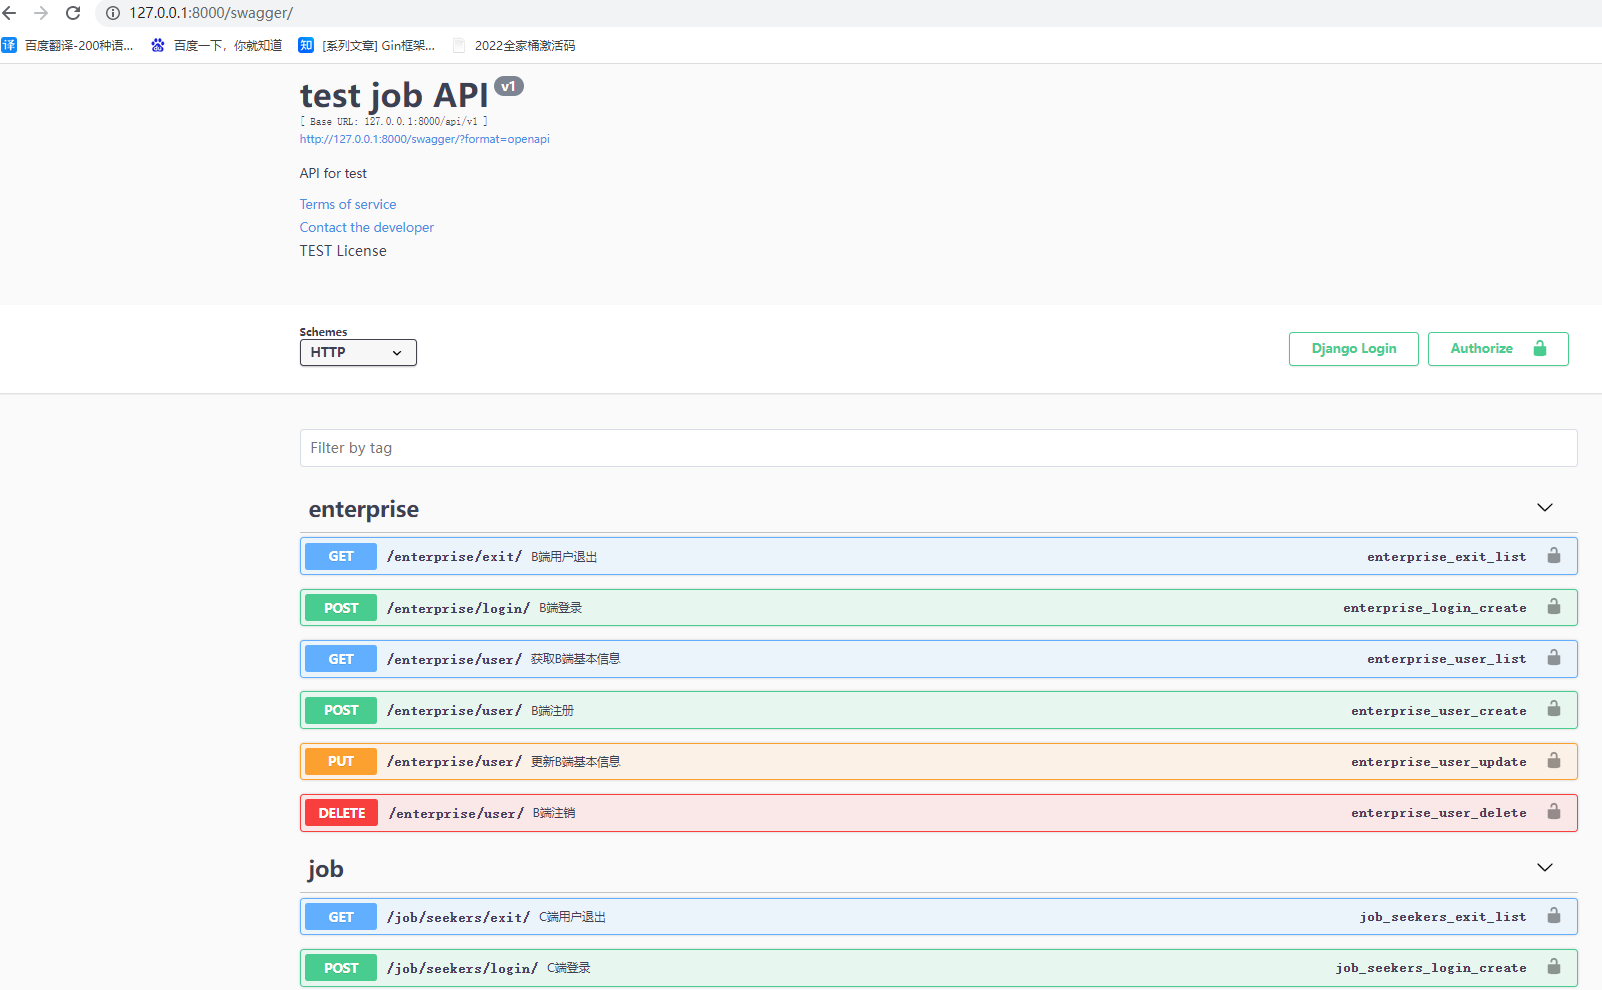 127.0.0.1:8000/swagger/
译 百度翻译-200种语... 百度一下，你就知道 知 [系列文章] Gin框架... 2022全家桶激活码
test job API v1
[ Base URL: 127.0.0.1:8000/api/v1 ]
http://127.0.0.1:8000/swagger/?format=openapi
API for test
Terms of service
Contact the developer
TEST License
Schemes
HTTP
Django Login Authorize
Filter by tag
enterprise
GET /enterprise/exit/ B端用户退出 enterprise_exit_list
POST /enterprise/login/ B端登录 enterprise_login_create
GET /enterprise/user/ 获取B端基本信息 enterprise_user_list
POST /enterprise/user/ B端注册 enterprise_user_create
PUT /enterprise/user/ 更新B端基本信息 enterprise_user_update
DELETE /enterprise/user/ B端注销 enterprise_user_delete
job
GET /job/seekers/exit/ C端用户退出 job_seekers_exit_list
POST /job/seekers/login/ C端登录 job_seekers_login_create